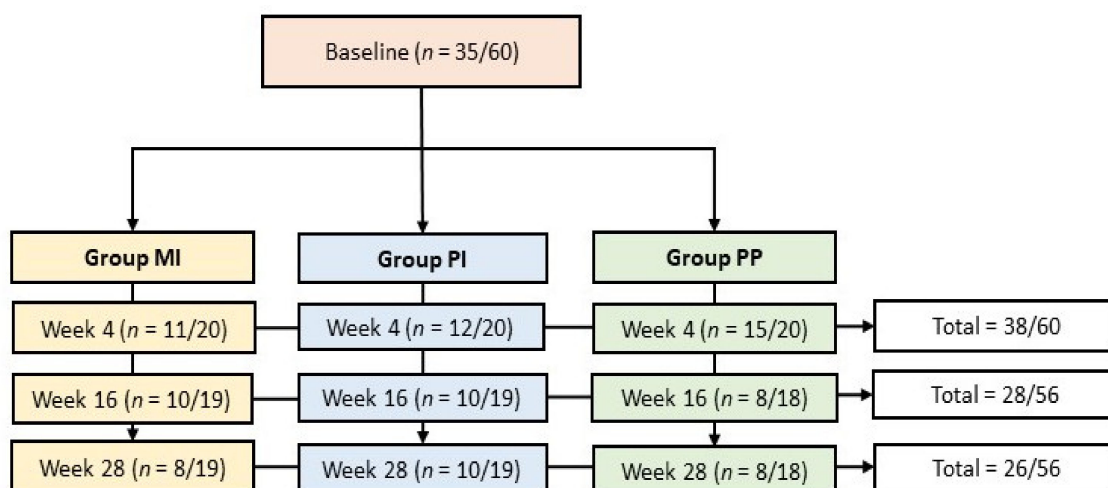 Baseline (n = 35/60)
Group MI
Group PI
Group PP
Week 4 (n = 11/20)
Week 4 (n = 12/20)
Week 4 (n = 15/20)
Total = 38/60
Week 16 (n = 10/19)
Week 16 (n = 10/19)
Week 16 (n = 8/18)
Total = 28/56
Week 28 (n = 8/19)
Week 28 (n = 10/19)
Week 28 (n = 8/18)
Total = 26/56